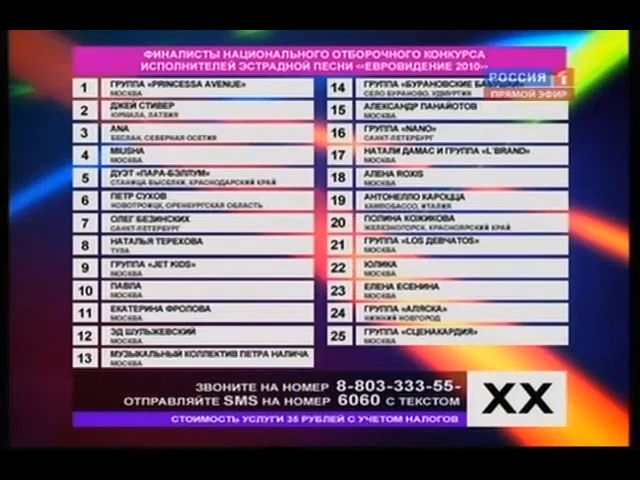 ФИНАЛИСТЫ НАЦИОНАЛЬНОГО ОТБОРОЧНОГО КОНКУРСА
ИСПОЛНИТЕЛЕЙ ЭСТРАДНОЙ ПЕСНИ «ЕВРОВИДЕНИЕ 2010»
РОССИЯ 1
ПРЯМОЙ ЭФИР
1 ГРУППА «PRINCESSA AVENUE»
МОСКВА
2 ДЖЕЙ СТИВЕР
ЮРМАЛА, ЛАТВИЯ
3 ANA
БЕСЛАН, СЕВЕРНАЯ ОСЕТИЯ
4 MIUSHA
МОСКВА
5 ДУЭТ «ПАРА-БЭЛЛУМ»
СТАНИЦА ВЫСЕЛКИ, КРАСНОДАРСКИЙ КРАЙ
6 ПЕТР СУХОВ
НОВОТРОИЦК, ОРЕНБУРГСКАЯ ОБЛАСТЬ
7 ОЛЕГ БЕЗИНСКИХ
САНКТ-ПЕТЕРБУРГ
8 НАТАЛЬЯ ТЕРЕХОВА
ТУЛА
9 ГРУППА «JET KIDS»
МОСКВА
10 ПАВЛА
МОСКВА
11 ЕКАТЕРИНА ФРОЛОВА
МОСКВА
12 ЭД ШУЛЬЖЕВСКИЙ
МОСКВА
13 МУЗЫКАЛЬНЫЙ КОЛЛЕКТИВ ПЕТРА НАЛИЧА
МОСКВА
14 ГРУППА «БУРАНОВСКИЕ
СЕЛО БУРАНОВО, УДМУРТИЯ
15 АЛЕКСАНДР ПАНАЙОТОВ
МОСКВА
16 ГРУППА «NANO»
САНКТ-ПЕТЕРБУРГ
17 НАТАЛИ ДАМАС И ГРУППА «L'BRAND»
МОСКВА
18 АЛЕНА ROXIS
МОСКВА
19 АНТОНЕЛЛО КАРОЦЦА
КАМПОБАССО, ИТАЛИЯ
20 ПОЛИНА КОЖИКОВА
ЖЕЛЕЗНОГОРСК, КРАСНОЯРСКИЙ КРАЙ
21 ГРУППА «LOS ДЕВЧАТОS»
МОСКВА
22 ЮЛИКА
МОСКВА
23 ЕЛЕНА ЕСЕНИНА
МОСКВА
24 ГРУППА «АЛЯСКА»
НИЖНИЙ НОВГОРОД
25 ГРУППА «СЦЕНАКАРДИЯ»
МОСКВА
ЗВОНИТЕ НА НОМЕР 8-803-333-55-
ОТПРАВЛЯЙТЕ SMS НА НОМЕР 6060 С ТЕКСТОМ
XX
СТОИМОСТЬ УСЛУГИ 35 РУБЛЕЙ С УЧЕТОМ НАЛОГОВ